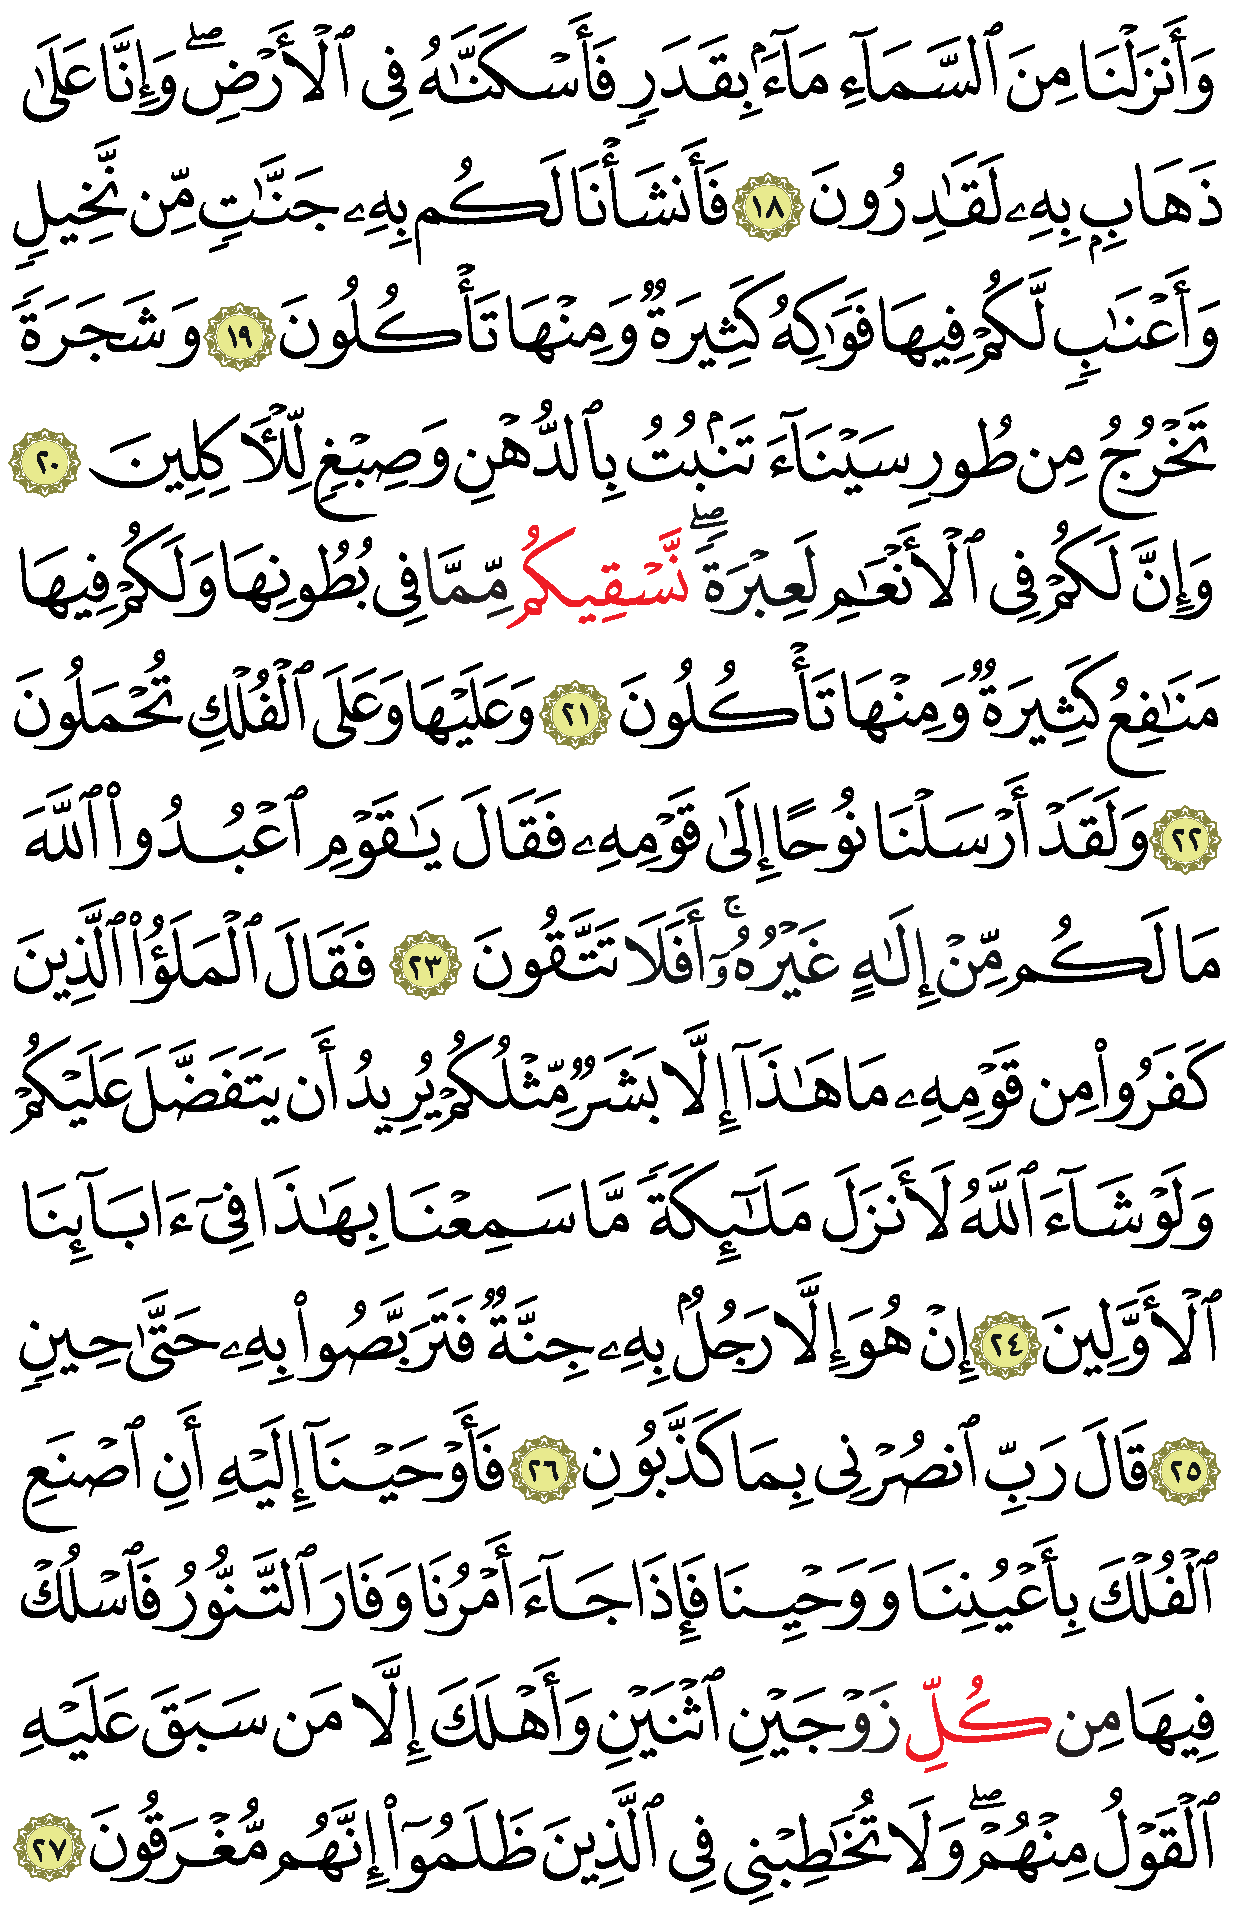 وَأَنزَلْنَا مِنَ ٱلسَّمَآءِ مَآءَۢ بِقَدَرٍ فَأَسْكَنَّٰهُ فِى ٱلْأَرْضِۖ وَإِنَّا عَلَىٰ
ذَهَابٍۭ بِهِۦ لَقَٰدِرُونَ ١٨ فَأَنشَأْنَا لَكُم بِهِۦ جَنَّٰتٍ مِّن نَّخِيلٍ
وَأَعْنَٰبٍ لَّكُمْ فِيهَا فَوَٰكِهُ كَثِيرَةٌ وَمِنْهَا تَأْكُلُونَ ١٩ وَشَجَرَةً
تَخْرُجُ مِن طُورِ سَيْنَآءَ تَنۢبُتُ بِٱلدُّهْنِ وَصِبْغٍ لِّلْأٓكِلِينَ ٢٠
وَإِنَّ لَكُمْ فِى ٱلْأَنْعَٰمِ لَعِبْرَةًۖ نَّسْقِيكُم مِّمَّا فِى بُطُونِهَا وَلَكُمْ فِيهَا
مَنَٰفِعُ كَثِيرَةٌ وَمِنْهَا تَأْكُلُونَ ٢١ وَعَلَيْهَا وَعَلَى ٱلْفُلْكِ تُحْمَلُونَ
٢٢ وَلَقَدْ أَرْسَلْنَا نُوحًا إِلَىٰ قَوْمِهِۦ فَقَالَ يَٰقَوْمِ ٱعْبُدُوا۟ ٱللَّهَ
مَا لَكُم مِّنْ إِلَٰهٍ غَيْرُهُۥٓۚ أَفَلَا تَتَّقُونَ ٢٣ فَقَالَ ٱلْمَلَؤُا۟ ٱلَّذِينَ
كَفَرُوا۟ مِن قَوْمِهِۦ مَا هَٰذَآ إِلَّا بَشَرٌ مِّثْلُكُمْ يُرِيدُ أَن يَتَفَضَّلَ عَلَيْكُمْ
وَلَوْ شَآءَ ٱللَّهُ لَأَنزَلَ مَلَٰٓئِكَةً مَّا سَمِعْنَا بِهَٰذَا فِىٓ ءَابَآئِنَا
ٱلْأَوَّلِينَ ٢٤ إِنْ هُوَ إِلَّا رَجُلٌۢ بِهِۦ جِنَّةٌ فَتَرَبَّصُوا۟ بِهِۦ حَتَّىٰ حِينٍ
٢٥ قَالَ رَبِّ ٱنصُرْنِى بِمَا كَذَّبُونِ ٢٦ فَأَوْحَيْنَآ إِلَيْهِ أَنِ ٱصْنَعِ
ٱلْفُلْكَ بِأَعْيُنِنَا وَوَحْيِنَا فَإِذَا جَآءَ أَمْرُنَا وَفَارَ ٱلتَّنُّورُ فَٱسْلُكْ
فِيهَا مِن كُلِّ زَوْجَيْنِ ٱثْنَيْنِ وَأَهْلَكَ إِلَّا مَن سَبَقَ عَلَيْهِ
ٱلْقَوْلُ مِنْهُمْۖ وَلَا تُخَٰطِبْنِى فِى ٱلَّذِينَ ظَلَمُوٓا۟ إِنَّهُم مُّغْرَقُونَ ٢٧